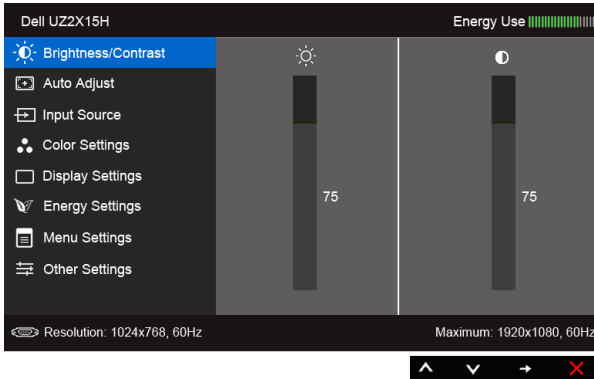 Dell UZ2X15H
Energy Use
Brightness/Contrast
Auto Adjust
Input Source
Color Settings
Display Settings
Energy Settings
Menu Settings
Other Settings
75
75
Resolution: 1024x768, 60Hz
Maximum: 1920x1080, 60Hz